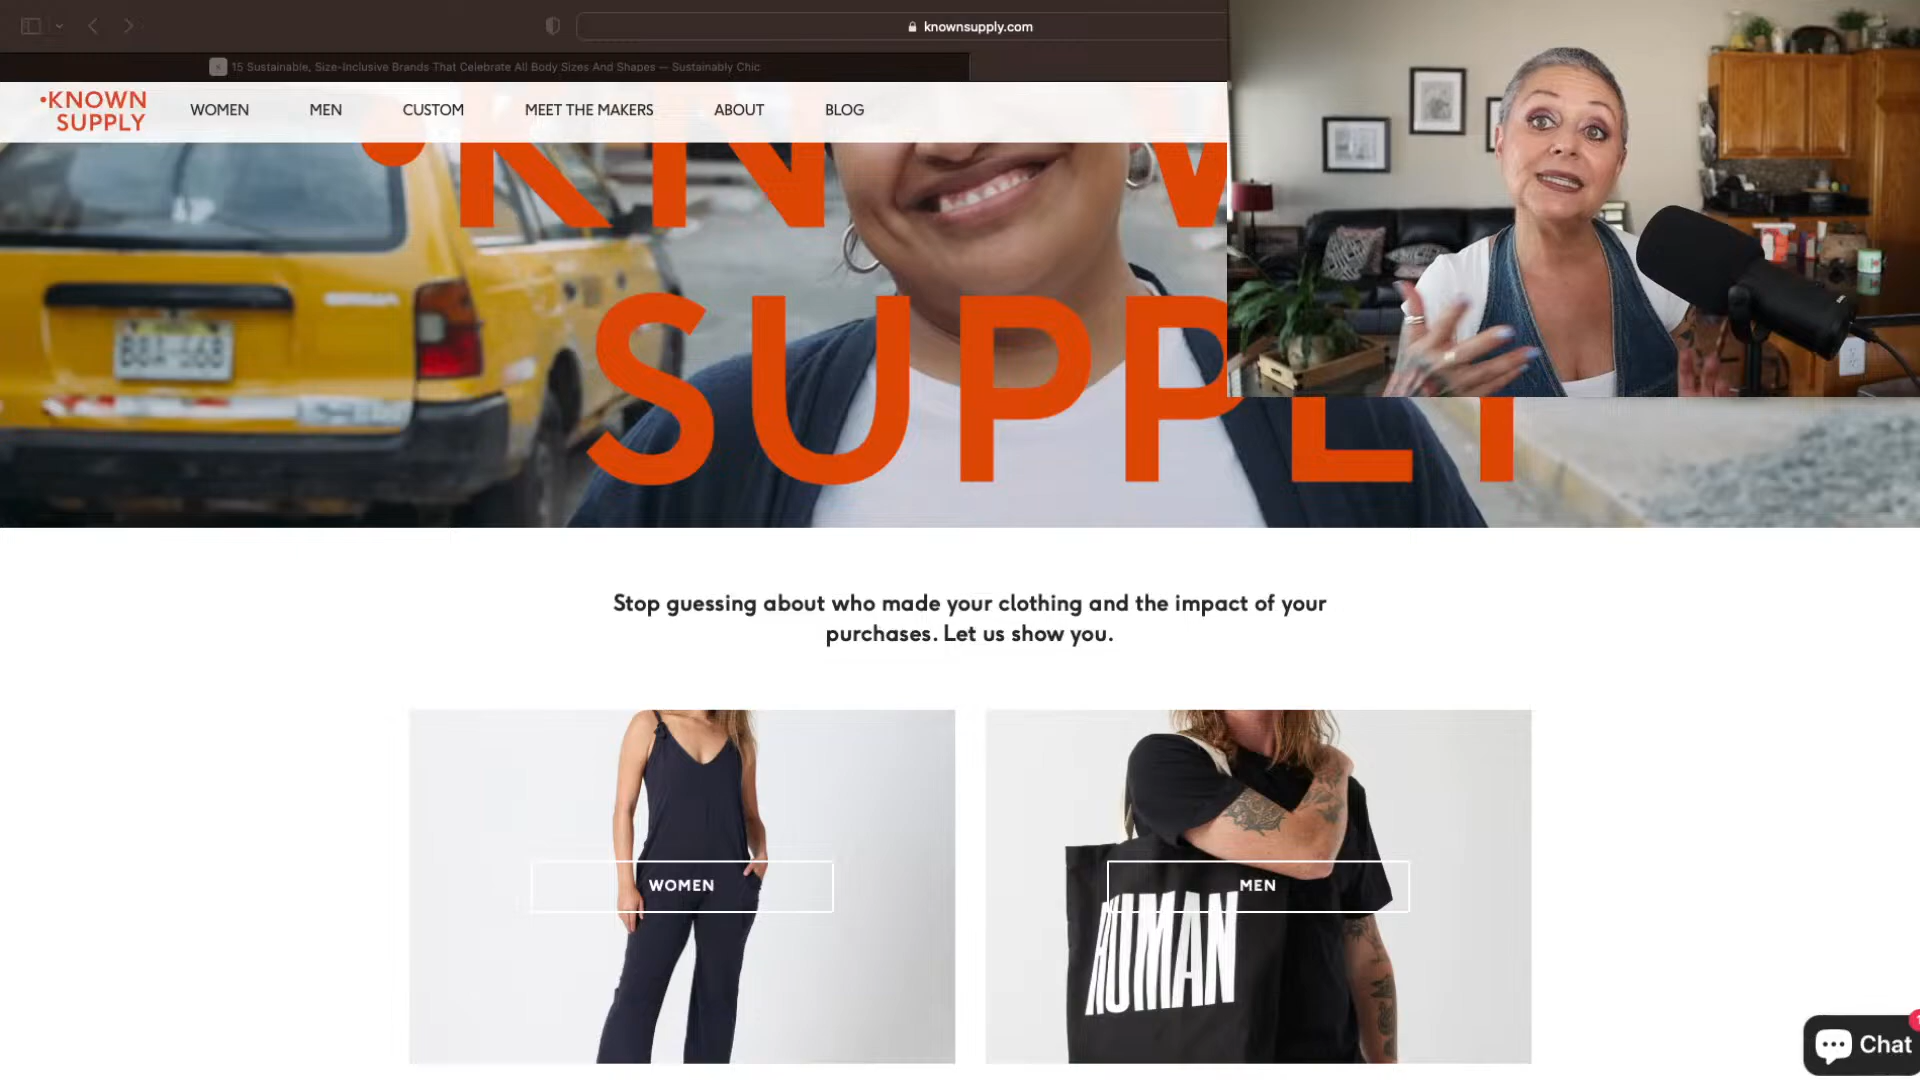 knownsupply.com
15 Sustainable, Size-Inclusive Brands That Celebrate All Body Sizes And Shapes — Sustainably Chic
•KNOWN
SUPPLY
WOMEN
MEN
CUSTOM
MEET THE MAKERS
ABOUT
BLOG
SUPPLY
Stop guessing about who made your clothing and the impact of your
purchases. Let us show you.
WOMEN
MEN
HUMAN
Chat